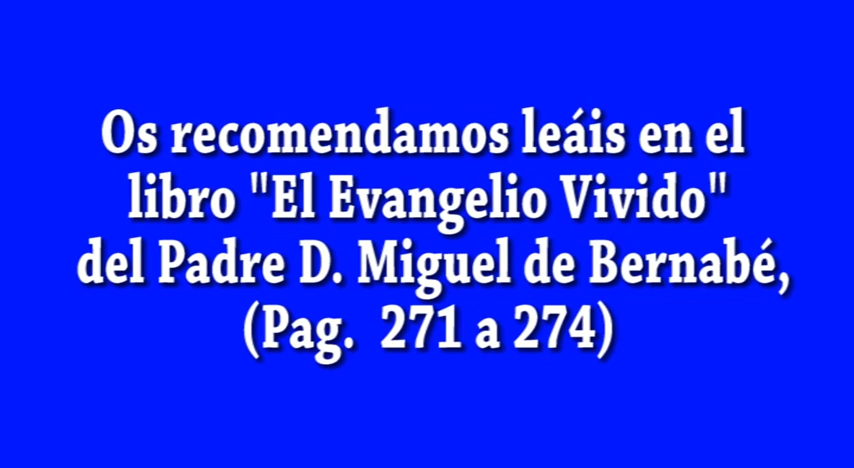 Os recomendamos leáis en el
libro "El Evangelio Vivido"
del Padre D. Miguel de Bernabé,
(Pag. 271 a 274)